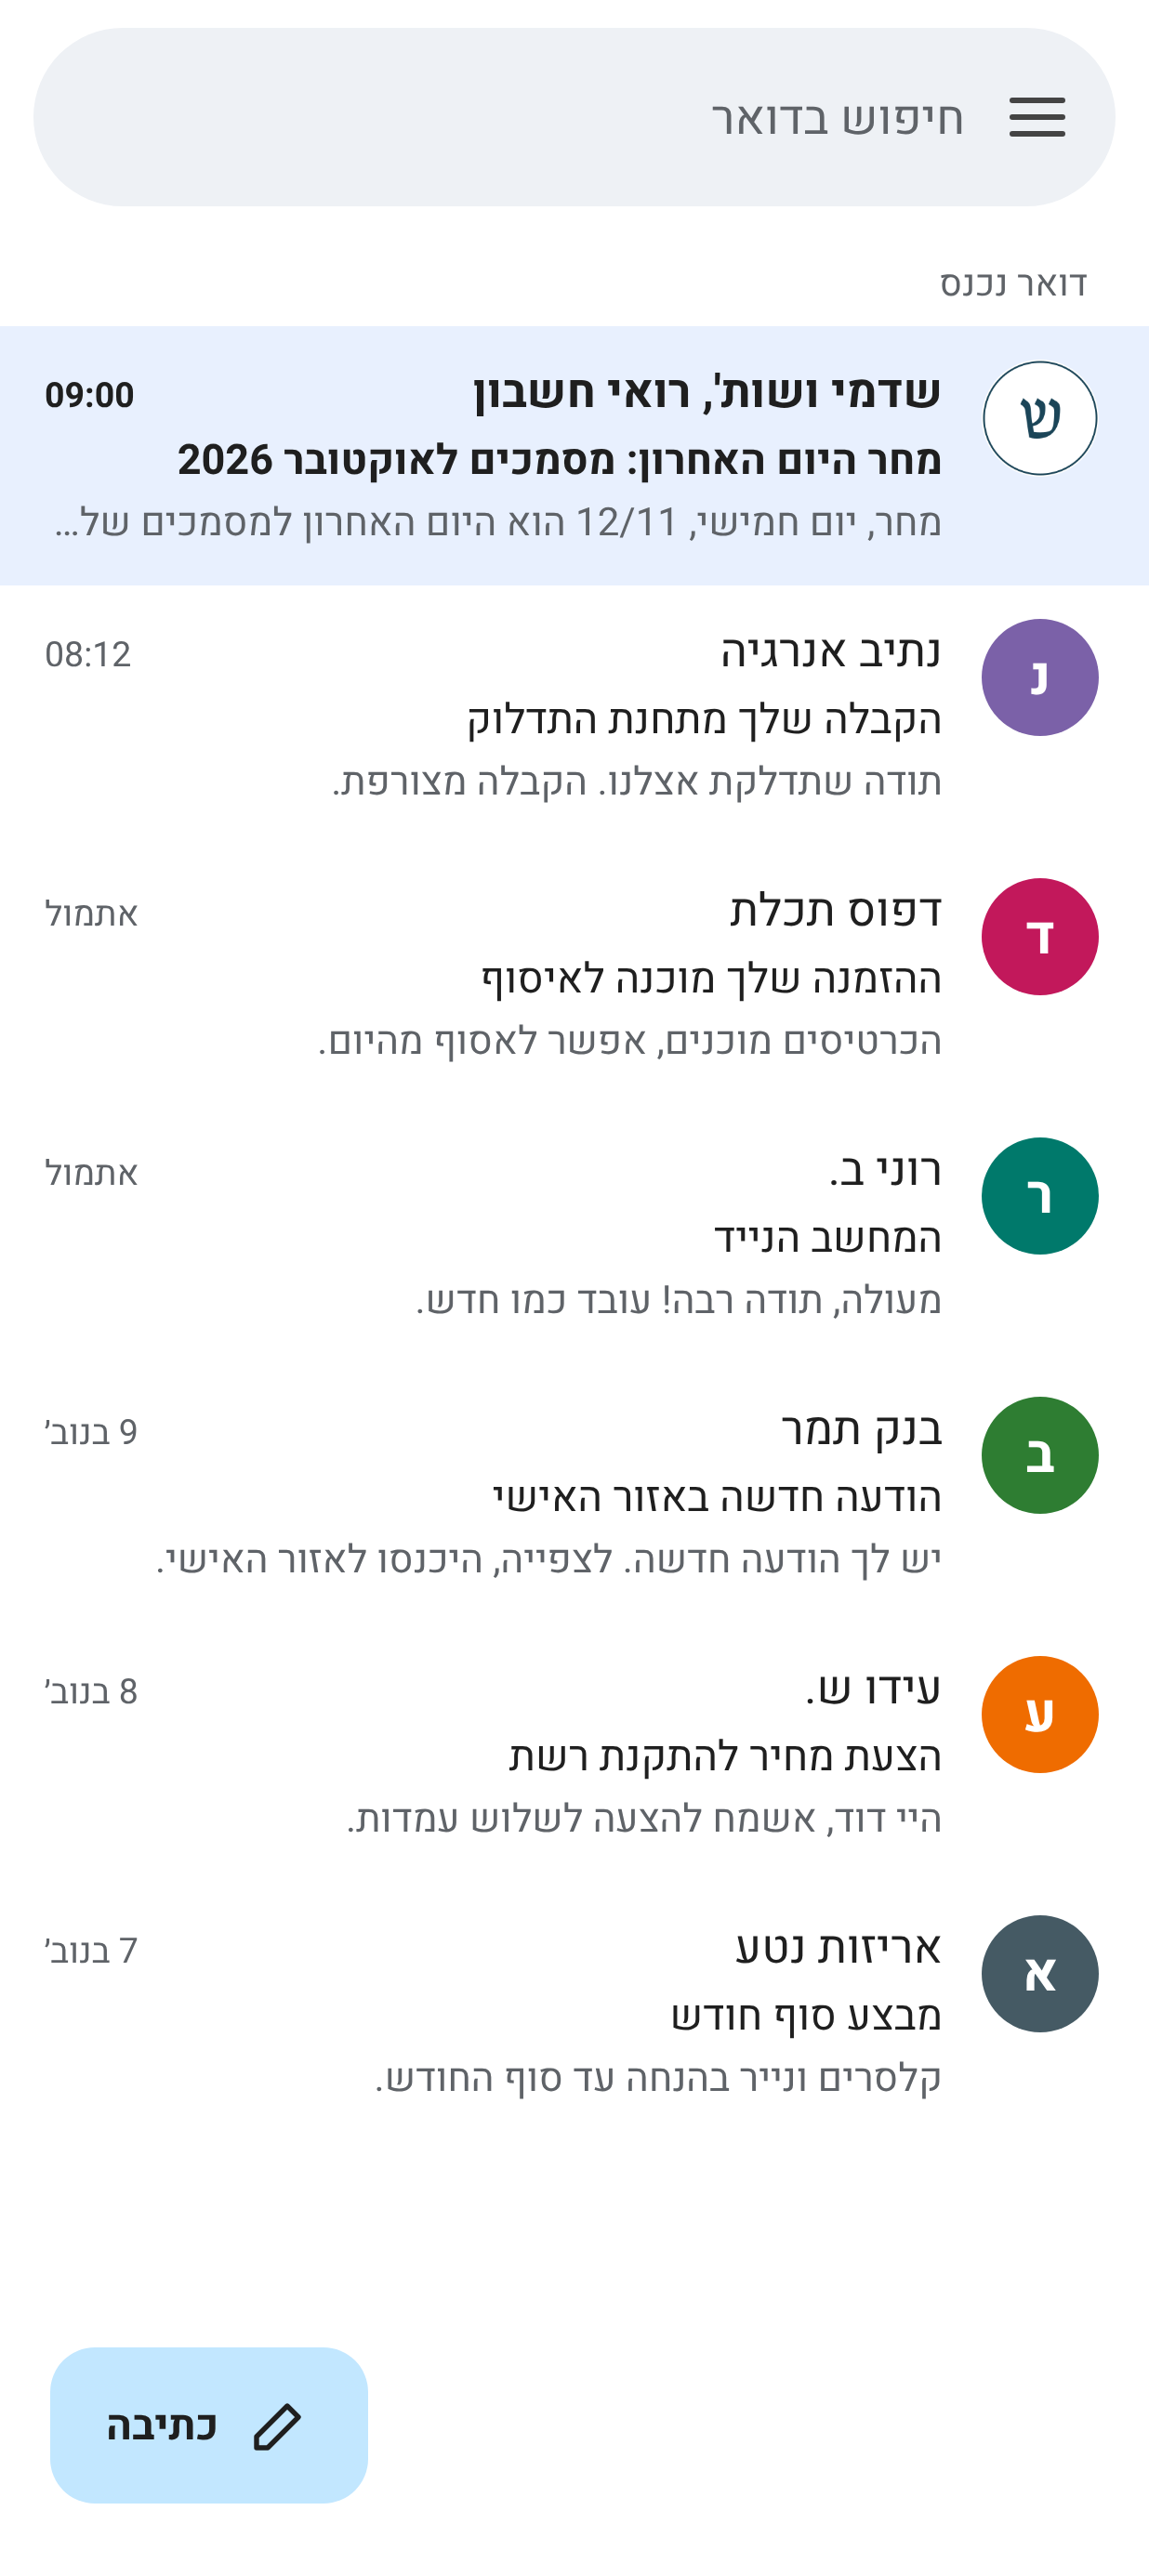 חיפוש בדואר
דואר נכנס
ש
שדמי ושות', רואי חשבון
09:00
מחר היום האחרון: מסמכים לאוקטובר 2026
מחר, יום חמישי, 12/11 הוא היום האחרון למסמכים של...
נ
נתיב אנרגיה
08:12
הקבלה שלך מתחנת התדלוק
תודה שתדלקת אצלנו. הקבלה מצורפת.
ד
דפוס תכלת
אתמול
ההזמנה שלך מוכנה לאיסוף
הכרטיסים מוכנים, אפשר לאסוף מהיום.
ר
רוני ב.
אתמול
המחשב הנייד
מעולה, תודה רבה! עובד כמו חדש.
ב
בנק תמר
9 בנוב׳
הודעה חדשה באזור האישי
יש לך הודעה חדשה. לצפייה, היכנסו לאזור האישי.
ע
עידו ש.
8 בנוב׳
הצעת מחיר להתקנת רשת
היי דוד, אשמח להצעה לשלוש עמדות.
א
אריזות נטע
7 בנוב׳
מבצע סוף חודש
קלסרים ונייר בהנחה עד סוף החודש.
כתיבה